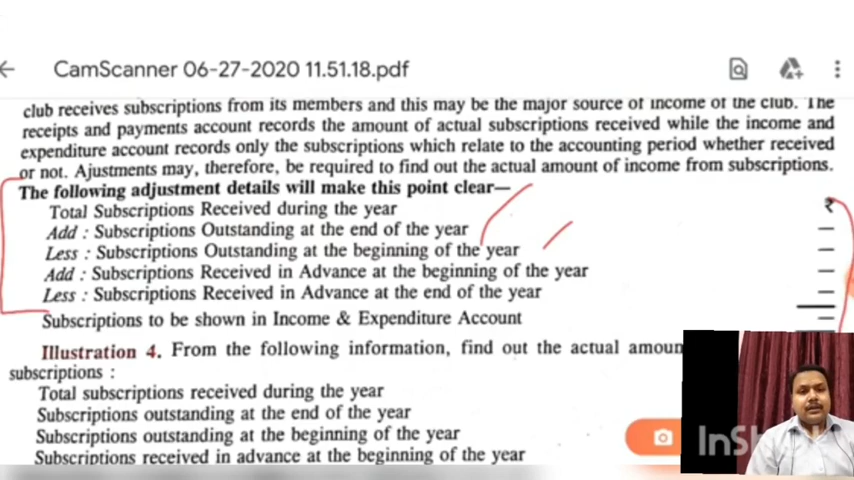 CamScanner 06-27-2020 11.51.18.pdf
club receives subscriptions from its members and this may be the major source of income of the club. The
receipts and payments account records the amount of actual subscriptions received while the income and
expenditure account records only the subscriptions which relate to the accounting period whether received
or not. Ajustments may, therefore, be required to find out the actual amount of income from subscriptions.
The following adjustment details will make this point clear—
₹
Total Subscriptions Received during the year —
Add : Subscriptions Outstanding at the end of the year —
Less : Subscriptions Outstanding at the beginning of the year —
Add : Subscriptions Received in Advance at the beginning of the year —
Less : Subscriptions Received in Advance at the end of the year —
Subscriptions to be shown in Income & Expenditure Account —
Illustration 4. From the following information, find out the actual amoun
subscriptions :
Total subscriptions received during the year
Subscriptions outstanding at the end of the year
Subscriptions outstanding at the beginning of the year
Subscriptions received in advance at the beginning of the year
InSh